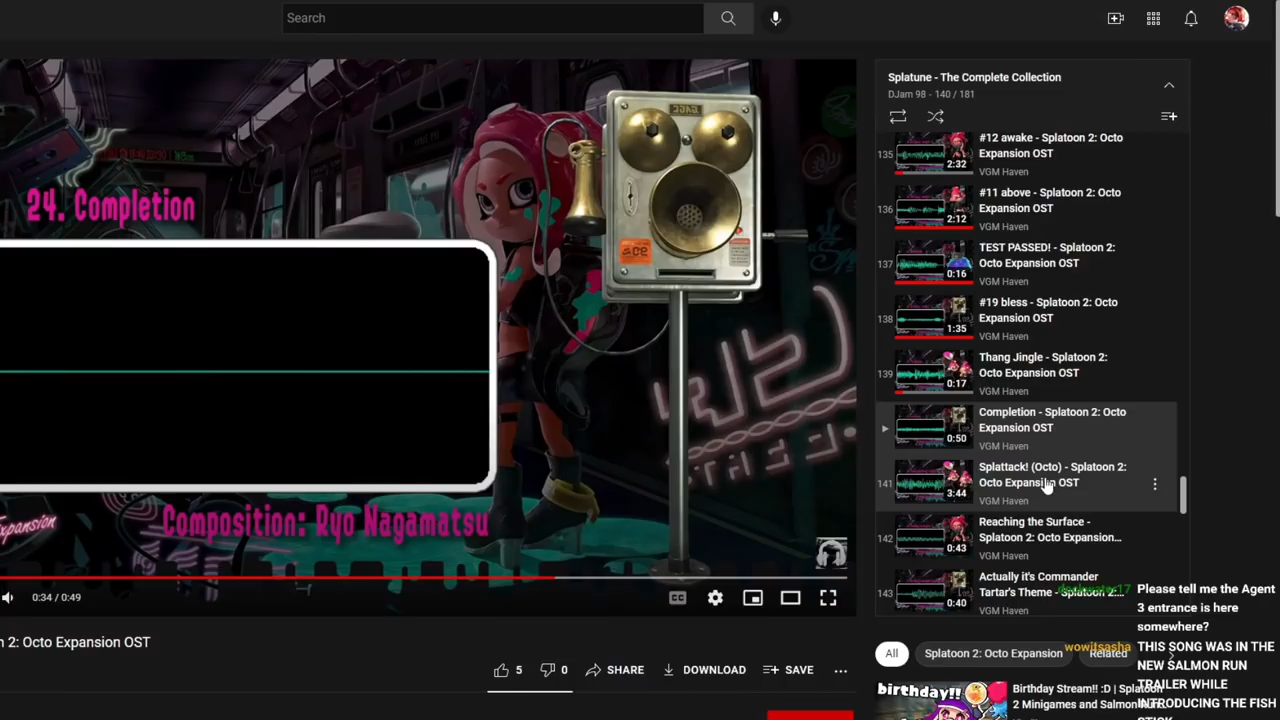 Search
24. Completion
Composition: Ryo Nagamatsu
Expansion
0:34 / 0:49
CC
n 2: Octo Expansion OST
5
0
SHARE
DOWNLOAD
SAVE
Splatune - The Complete Collection
DJam 98 - 140 / 181
135
2:32
#12 awake - Splatoon 2: Octo
Expansion OST
VGM Haven
136
2:12
#11 above - Splatoon 2: Octo
Expansion OST
VGM Haven
137
0:16
TEST PASSED! - Splatoon 2:
Octo Expansion OST
VGM Haven
138
1:35
#19 bless - Splatoon 2: Octo
Expansion OST
VGM Haven
139
0:17
Thang Jingle - Splatoon 2:
Octo Expansion OST
VGM Haven
0:50
Completion - Splatoon 2: Octo
Expansion OST
VGM Haven
141
3:44
Splattack! (Octo) - Splatoon 2:
Octo Expansion OST
VGM Haven
142
0:43
Reaching the Surface -
Splatoon 2: Octo Expansion...
VGM Haven
143
0:40
Actually it's Commander
Tartar's Theme - Splatoon
VGM Haven
All
Splatoon 2: Octo Expansion
Related
birthday!!
Birthday Stream!! :D | Splatoon
2 Minigames and Salmon
Please tell me the Agent
3 entrance is here
somewhere?
wowitsasha
THIS SONG WAS IN THE
NEW SALMON RUN
TRAILER WHILE
INTRODUCING THE FISH
STICK